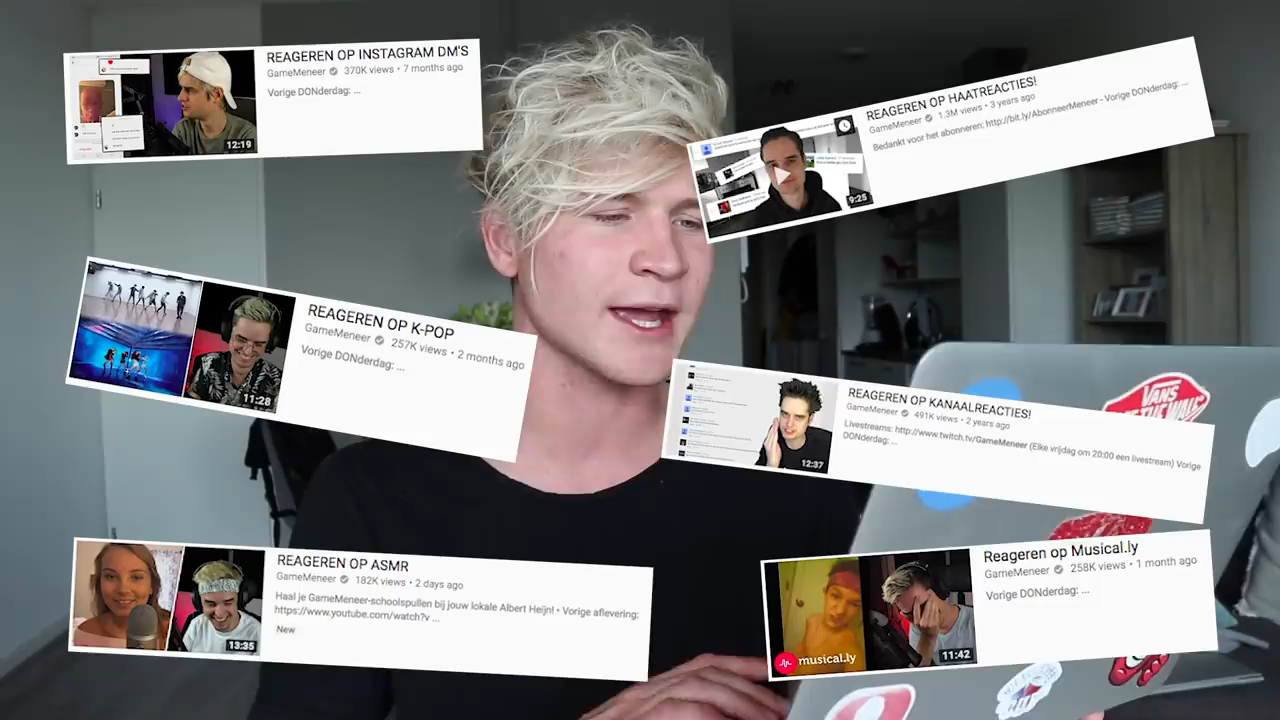 REAGEREN OP INSTAGRAM DM'S
GameMeneer 370K views • 7 months ago
Vorige DONderdag: ...
12:19
REAGEREN OP HAATREACTIES!
GameMeneer 1.3M views • 3 years ago
Bedankt voor het abonneren: http://bit.ly/AbonneerMeneer - Vorige DONderdag: ...
9:25
REAGEREN OP K-POP
GameMeneer 257K views • 2 months ago
Vorige DONderdag: ...
11:28
REAGEREN OP KANAALREACTIES!
GameMeneer 491K views • 2 years ago
Livestreams: http://www.twitch.tv/GameMeneer (Elke vrijdag om 20:00 een livestream) Vorige
DONderdag: ...
12:37
VANS
REAGEREN OP ASMR
GameMeneer 182K views • 2 days ago
Haal je GameMeneer-schoolspullen bij jouw lokale Albert Heijn! • Vorige aflevering:
https://www.youtube.com/watch?v ...
New
13:35
Reageren op Musical.ly
GameMeneer 258K views • 1 month ago
Vorige DONderdag: ...
musical.ly
11:42